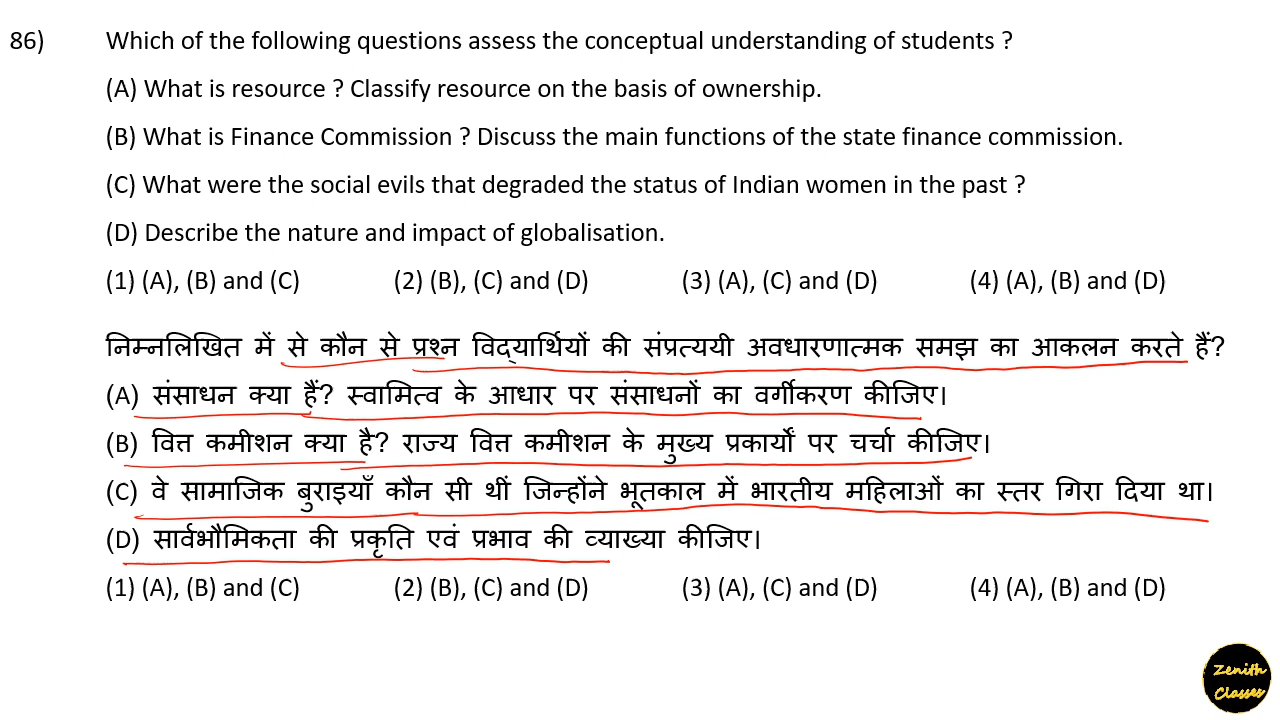 86) Which of the following questions assess the conceptual understanding of students ?
(A) What is resource ? Classify resource on the basis of ownership.
(B) What is Finance Commission ? Discuss the main functions of the state finance commission.
(C) What were the social evils that degraded the status of Indian women in the past ?
(D) Describe the nature and impact of globalisation.
(1) (A), (B) and (C) (2) (B), (C) and (D) (3) (A), (C) and (D) (4) (A), (B) and (D)
निम्नलिखित में से कौन से प्रश्न विद्यार्थियों की संप्रत्ययी अवधारणात्मक समझ का आकलन करते हैं?
(A) संसाधन क्या हैं? स्वामित्व के आधार पर संसाधनों का वर्गीकरण कीजिए।
(B) वित्त कमीशन क्या है? राज्य वित्त कमीशन के मुख्य प्रकार्यों पर चर्चा कीजिए।
(C) वे सामाजिक बुराइयाँ कौन सी थीं जिन्होंने भूतकाल में भारतीय महिलाओं का स्तर गिरा दिया था।
(D) सार्वभौमिकता की प्रकृति एवं प्रभाव की व्याख्या कीजिए।
(1) (A), (B) and (C) (2) (B), (C) and (D) (3) (A), (C) and (D) (4) (A), (B) and (D)
Zenith
Classes